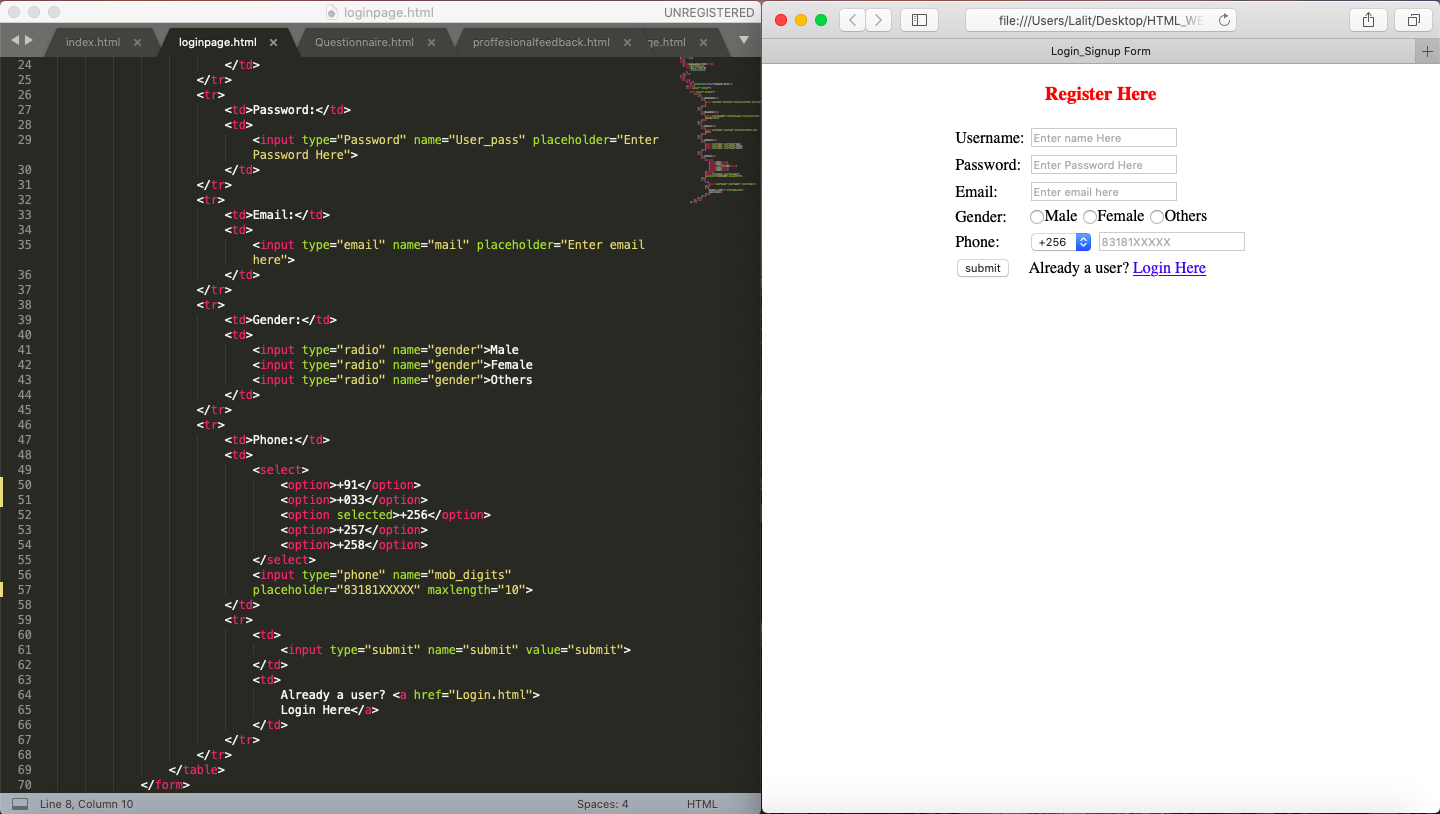 loginpage.html
UNREGISTERED
index.html × loginpage.html × Questionnaire.html × proffesionalfeedback.html × ge.html ×
24 </td>
25 </tr>
26 <tr>
27 <td>Password:</td>
28 <td>
29 <input type="Password" name="User_pass" placeholder="Enter
Password Here">
30 </td>
31 </tr>
32 <tr>
33 <td>Email:</td>
34 <td>
35 <input type="email" name="mail" placeholder="Enter email
here">
36 </td>
37 </tr>
38 <tr>
39 <td>Gender:</td>
40 <td>
41 <input type="radio" name="gender">Male
42 <input type="radio" name="gender">Female
43 <input type="radio" name="gender">Others
44 </td>
45 </tr>
46 <tr>
47 <td>Phone:</td>
48 <td>
49 <select>
50 <option>+91</option>
51 <option>+033</option>
52 <option selected>+256</option>
53 <option>+257</option>
54 <option>+258</option>
55 </select>
56 <input type="phone" name="mob_digits"
57 placeholder="83181XXXXX" maxlength="10">
58 </td>
59 <tr>
60 <td>
61 <input type="submit" name="submit" value="submit">
62 </td>
63 <td>
64 Already a user? <a href="Login.html">
65 Login Here</a>
66 </td>
67 </tr>
68 </tr>
69 </table>
70 </form>
Line 8, Column 10
Spaces: 4
HTML
file:///Users/Lalit/Desktop/HTML_WE
Login_Signup Form
Register Here
Username: Enter name Here
Password: Enter Password Here
Email: Enter email here
Gender: Male Female Others
Phone: +256 83181XXXXX
submit Already a user? Login Here